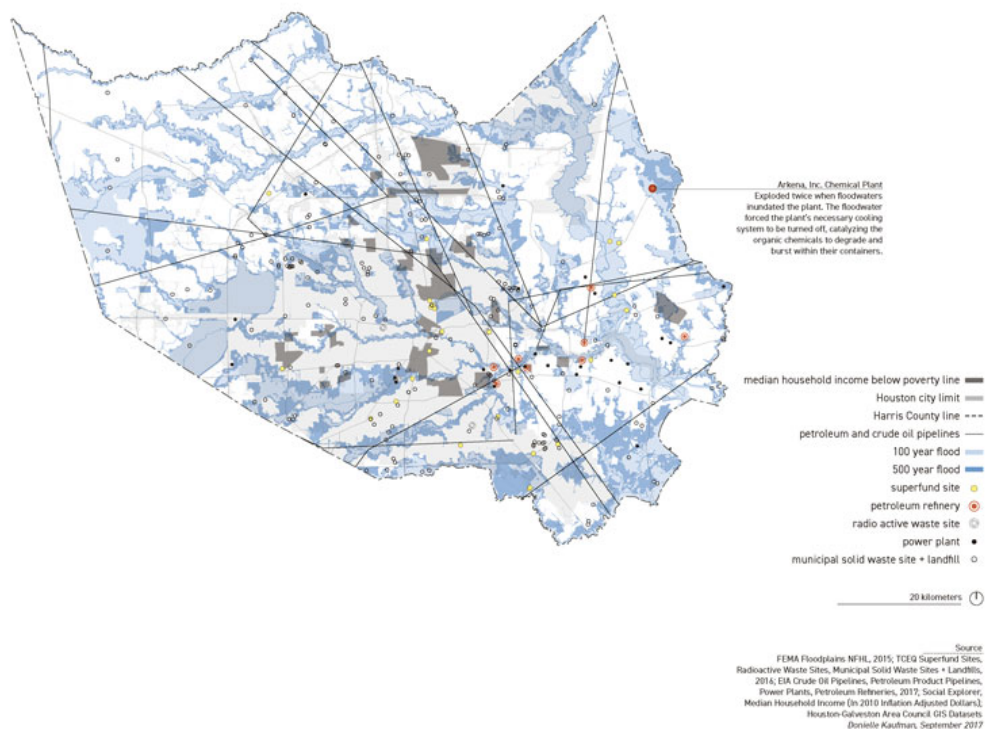 Arkena, Inc. Chemical Plant
Exploded twice when floodwaters
inundated the plant. The floodwater
forced the plant's necessary cooling
system to be turned off, catalyzing the
organic chemicals to degrade and
burst within their containers.
median household income below poverty line
Houston city limit
Harris County line
petroleum and crude oil pipelines
100 year flood
500 year flood
superfund site
petroleum refinery
radio active waste site
power plant
municipal solid waste site + landfill
20 kilometers
Source
FEMA Floodplains NFHL, 2015; TCEQ Superfund Sites,
Radioactive Waste Sites, Municipal Solid Waste Sites + Landfills,
2016; EIA Crude Oil Pipelines, Petroleum Product Pipelines,
Power Plants, Petroleum Refineries, 2017; Social Explorer,
Median Household Income (In 2010 Inflation Adjusted Dollars);
Houston-Galveston Area Council GIS Datasets
Donielle Kaufman, September 2017